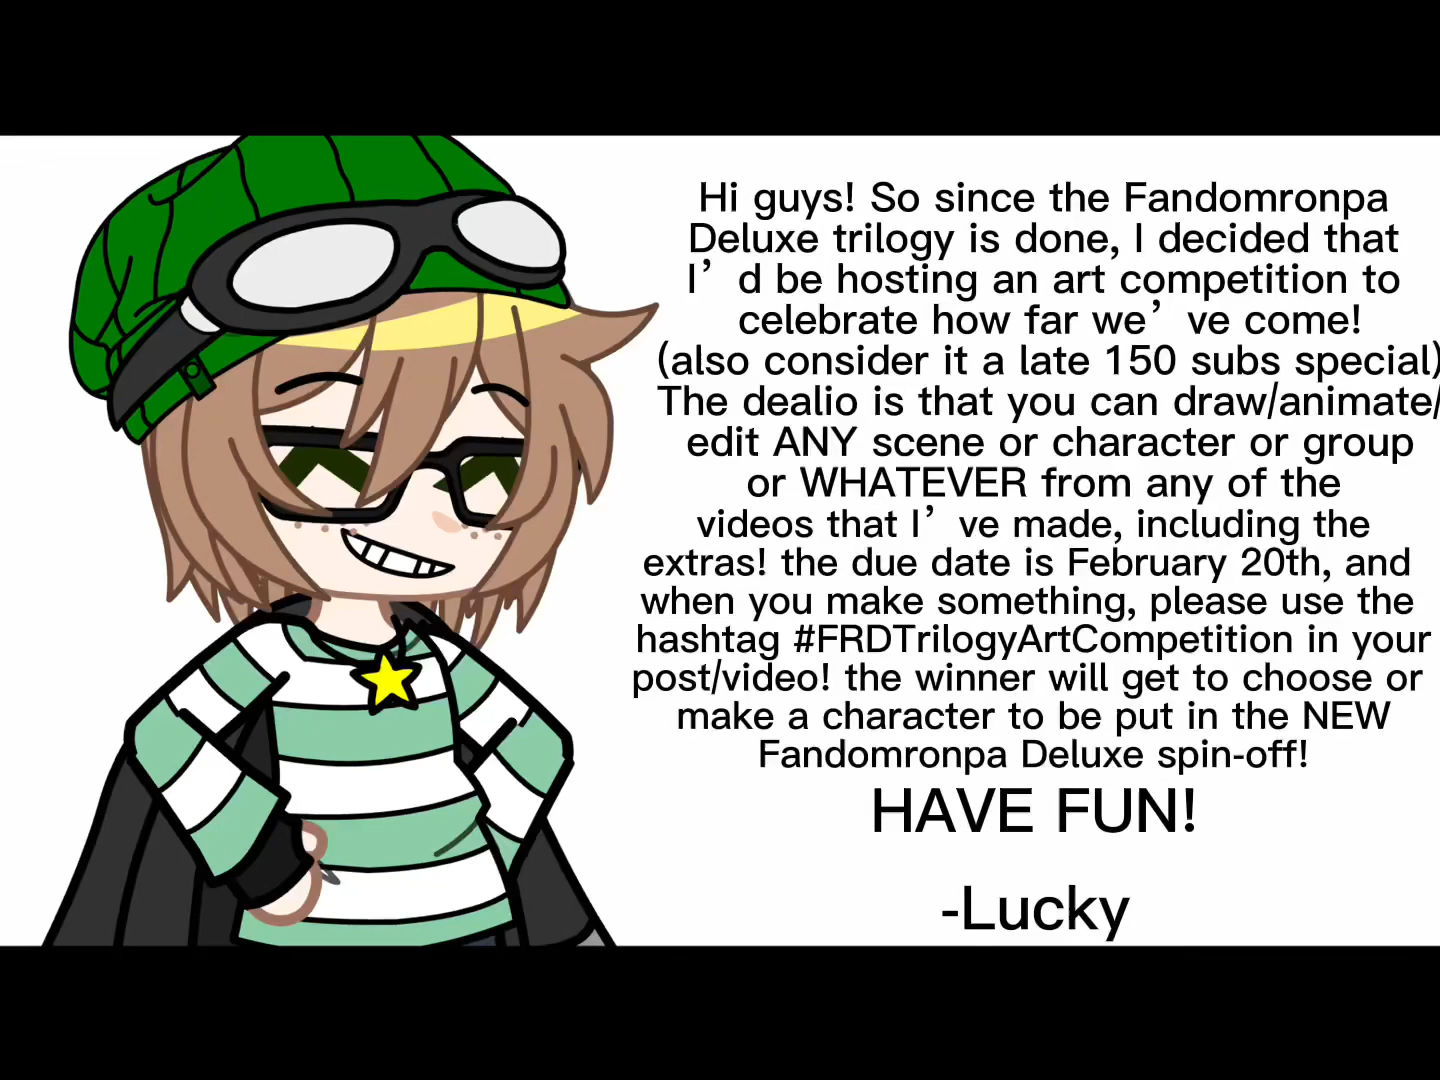 Hi guys! So since the Fandomronpa
Deluxe trilogy is done, I decided that
I’d be hosting an art competition to
celebrate how far we’ve come!
(also consider it a late 150 subs special)
The dealio is that you can draw/animate/
edit ANY scene or character or group
or WHATEVER from any of the
videos that I’ve made, including the
extras! the due date is February 20th, and
when you make something, please use the
hashtag #FRDTrilogyArtCompetition in your
post/video! the winner will get to choose or
make a character to be put in the NEW
Fandomronpa Deluxe spin-off!
HAVE FUN!
-Lucky